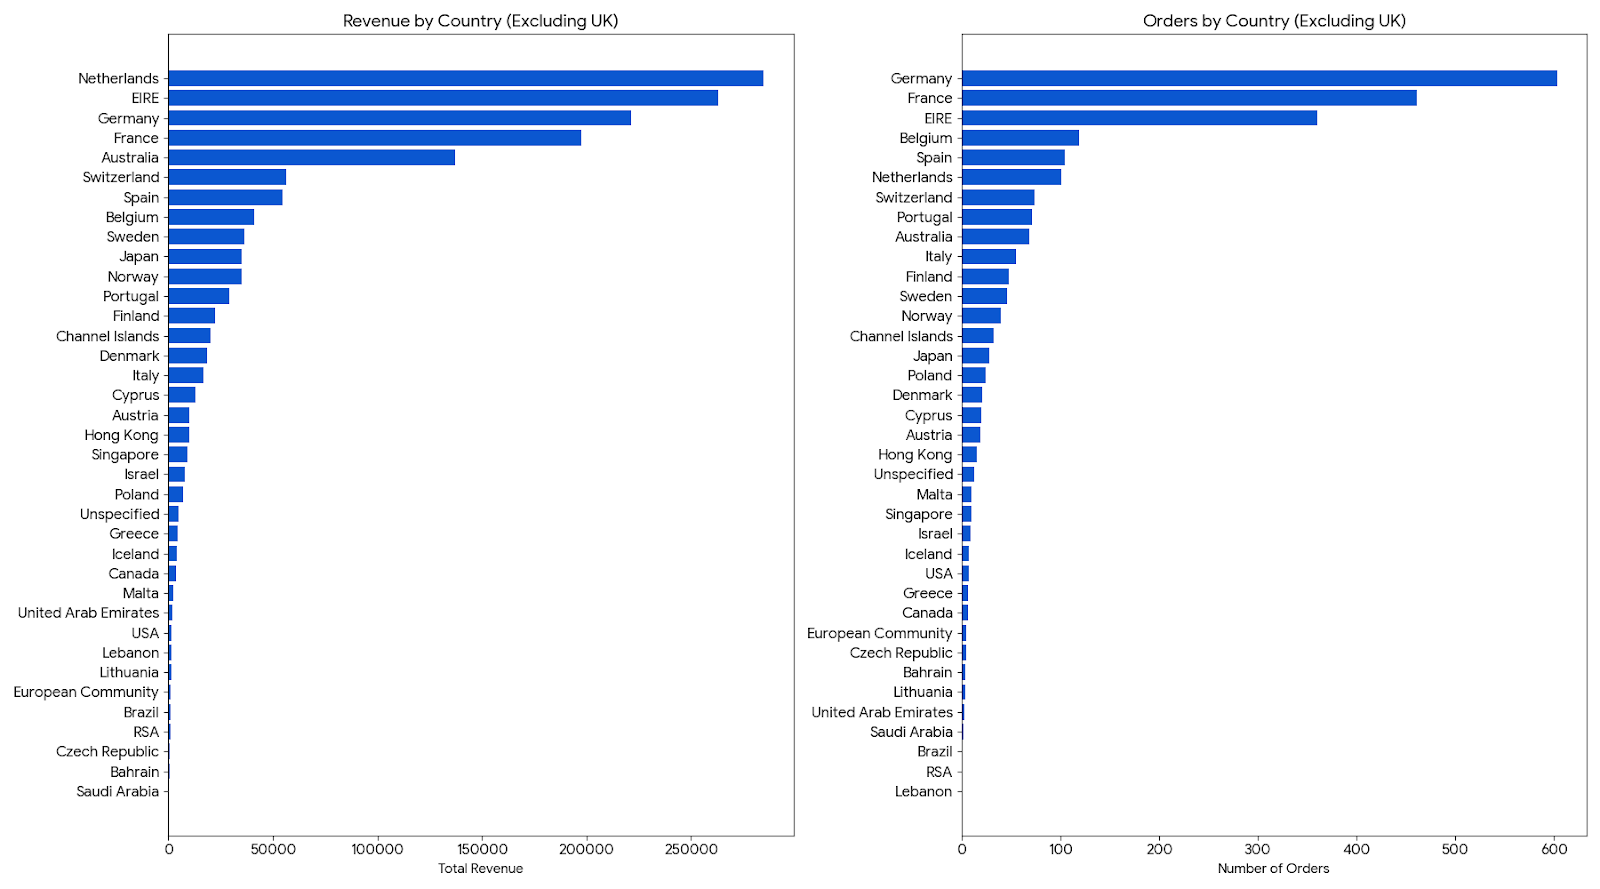 Revenue by Country (Excluding UK)
Netherlands
EIRE
Germany
France
Australia
Switzerland
Spain
Belgium
Sweden
Japan
Norway
Portugal
Finland
Channel Islands
Denmark
Italy
Cyprus
Austria
Hong Kong
Singapore
Israel
Poland
Unspecified
Greece
Iceland
Canada
Malta
United Arab Emirates
USA
Lebanon
Lithuania
European Community
Brazil
RSA
Czech Republic
Bahrain
Saudi Arabia
0 50000 100000 150000 200000 250000
Total Revenue
Orders by Country (Excluding UK)
Germany
France
EIRE
Belgium
Spain
Netherlands
Switzerland
Portugal
Australia
Italy
Finland
Sweden
Norway
Channel Islands
Japan
Poland
Denmark
Cyprus
Austria
Hong Kong
Unspecified
Malta
Singapore
Israel
Iceland
USA
Greece
Canada
European Community
Czech Republic
Bahrain
Lithuania
United Arab Emirates
Saudi Arabia
Brazil
RSA
Lebanon
0 100 200 300 400 500 600
Number of Orders